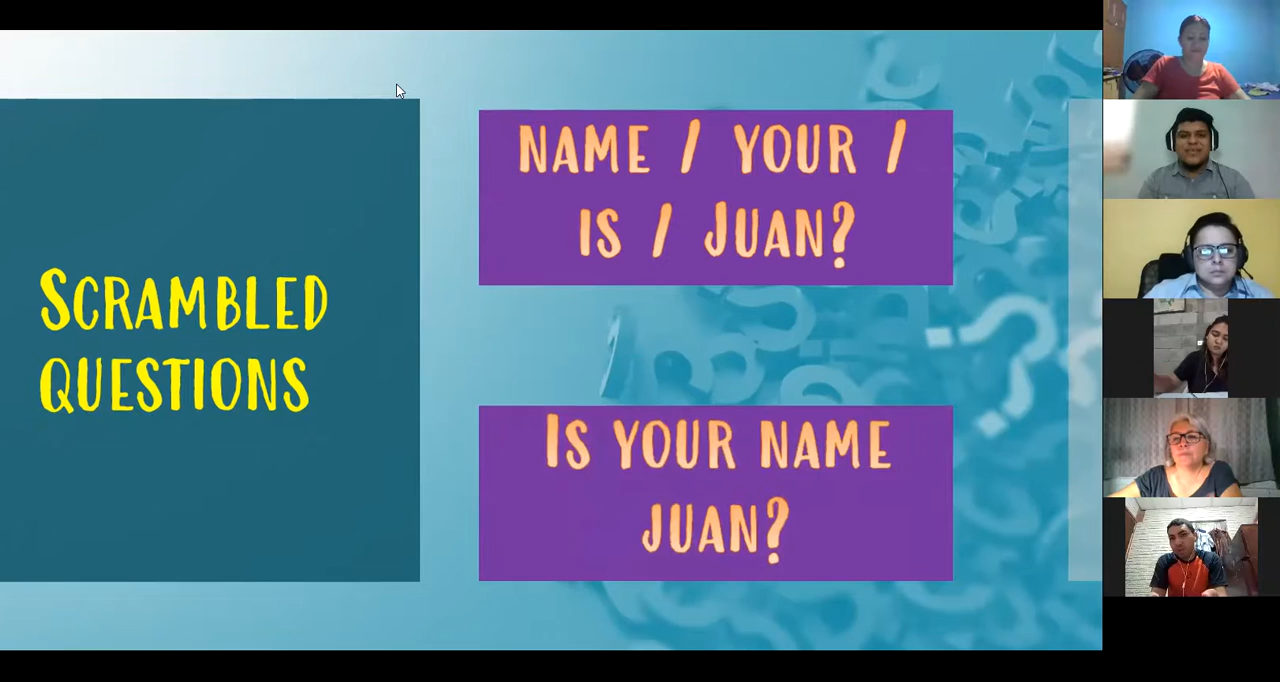 Scrambled
questions
name / your /
is / Juan?
Is your name
Juan?